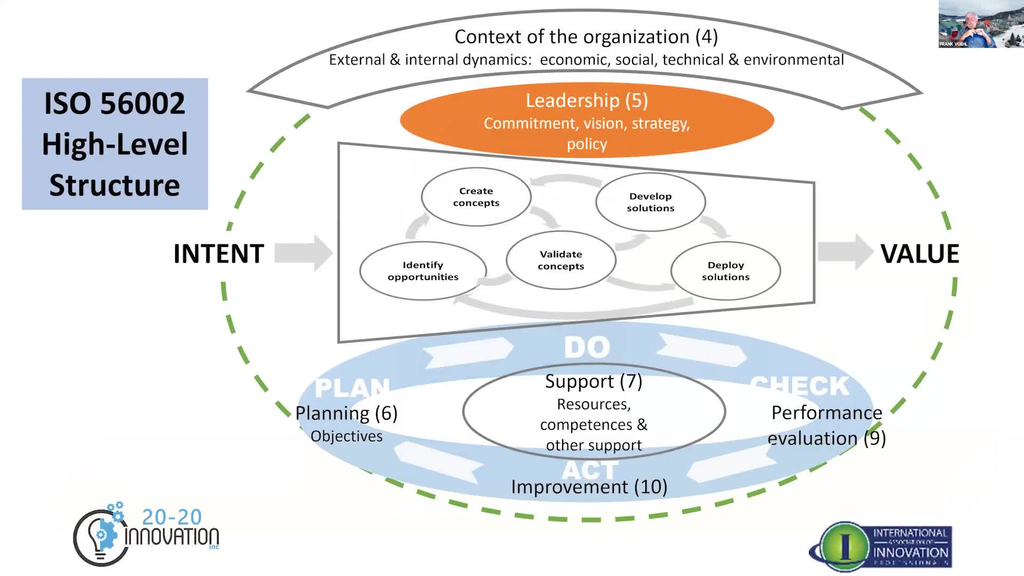 Context of the organization (4)
External & internal dynamics: economic, social, technical & environmental
FRANK VOEHL
ISO 56002
High-Level
Structure
Leadership (5)
Commitment, vision, strategy,
policy
Create
concepts
Develop
solutions
Validate
concepts
Identify
opportunities
Deploy
solutions
INTENT
VALUE
DO
PLAN
CHECK
Support (7)
Resources,
competences &
other support
Planning (6)
Objectives
Performance
evaluation (9)
ACT
Improvement (10)
20-20
INNOVATION
INC
I
INTERNATIONAL
ASSOCIATION OF
INNOVATION
PROFESSIONALS